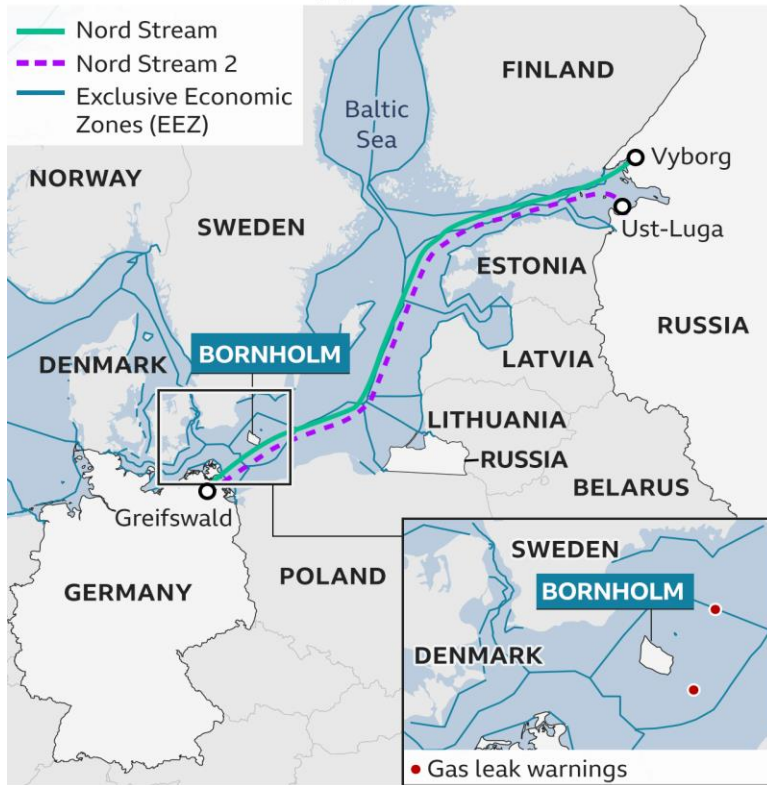 Nord Stream
Nord Stream 2
Exclusive Economic
Zones (EEZ)
FINLAND
Baltic
Sea
Vyborg
NORWAY
SWEDEN
Ust-Luga
ESTONIA
RUSSIA
BORNHOLM
DENMARK
LATVIA
LITHUANIA
RUSSIA
BELARUS
Greifswald
POLAND
GERMANY
SWEDEN
BORNHOLM
DENMARK
Gas leak warnings